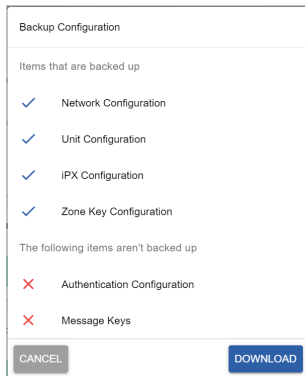 Backup Configuration
Items that are backed up
Network Configuration
Unit Configuration
iPX Configuration
Zone Key Configuration
The following items aren't backed up
Authentication Configuration
Message Keys
CANCEL
DOWNLOAD